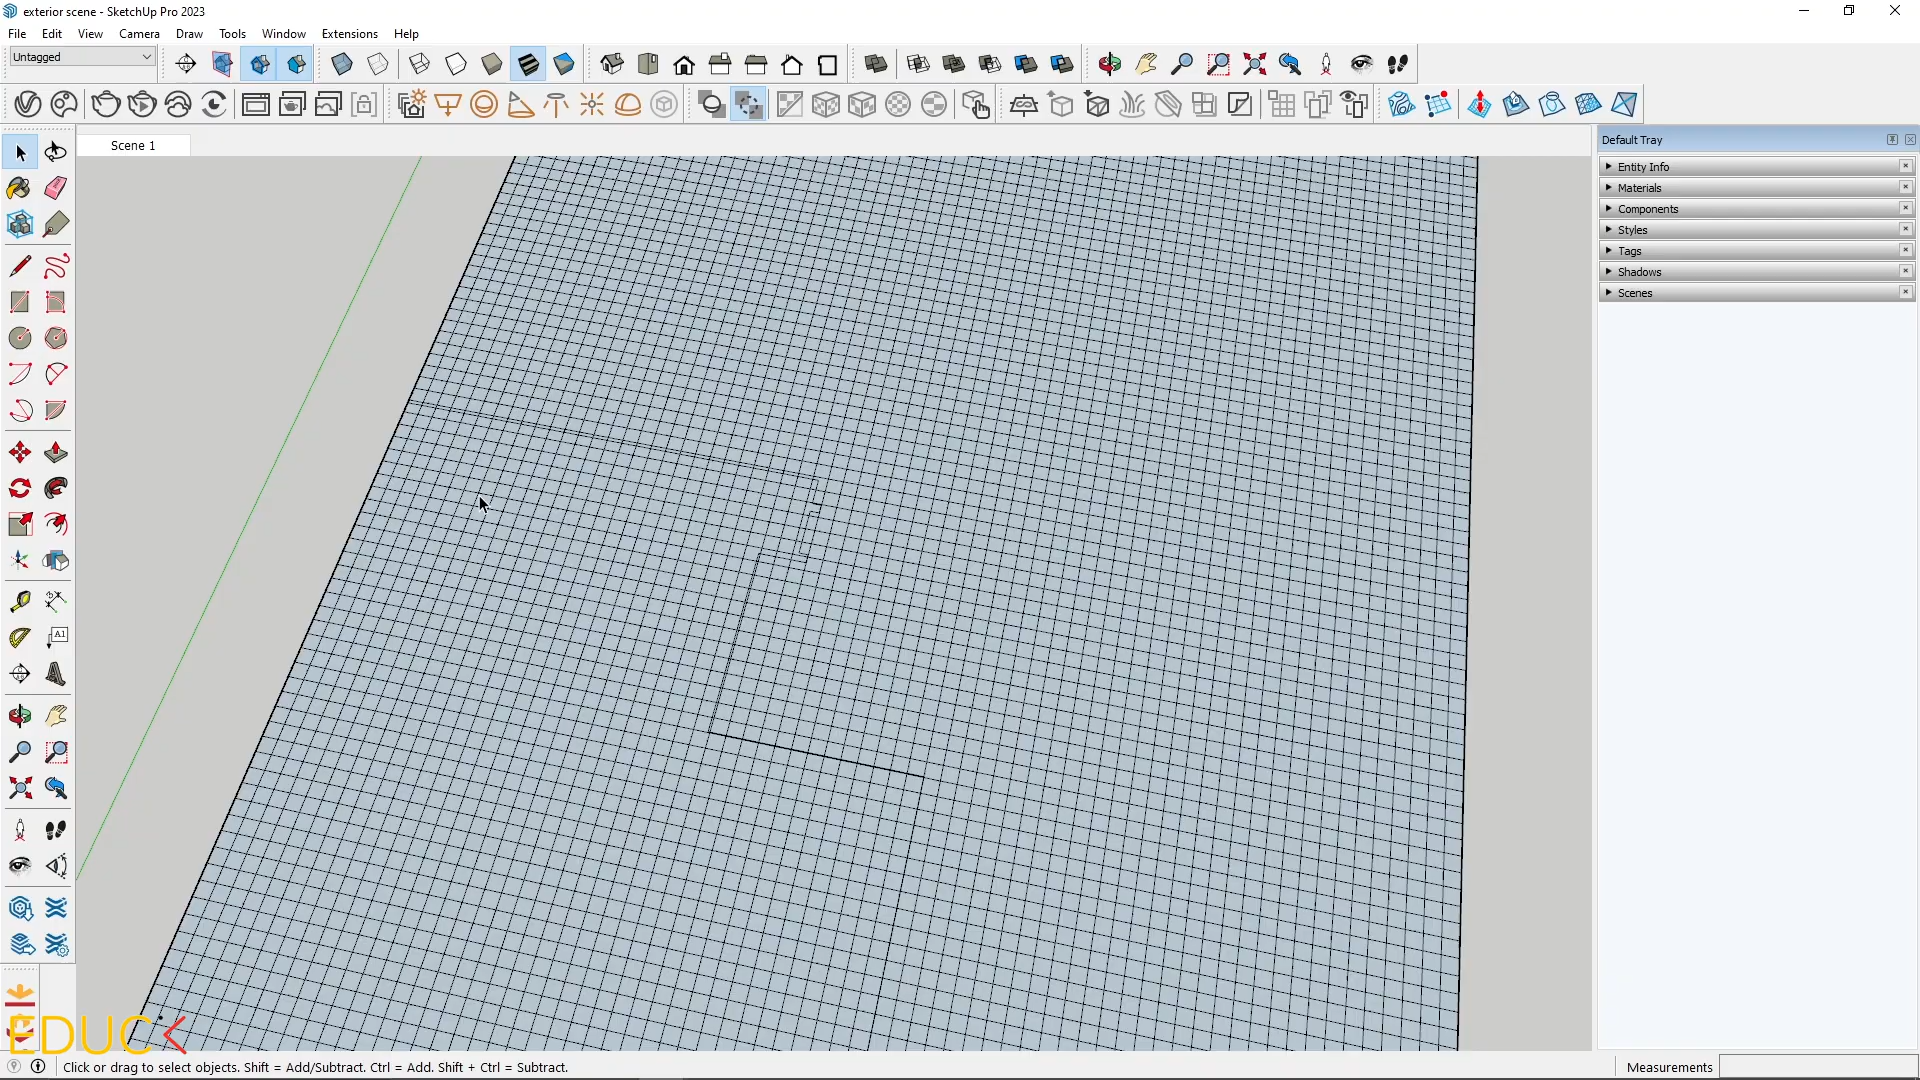 exterior scene - SketchUp Pro 2023
File Edit View Camera Draw Tools Window Extensions Help
Untagged
Scene 1
Default Tray
Entity Info
Materials
Components
Styles
Tags
Shadows
Scenes
A1
EDUCK
Click or drag to select objects. Shift = Add/Subtract. Ctrl = Add. Shift + Ctrl = Subtract.
Measurements